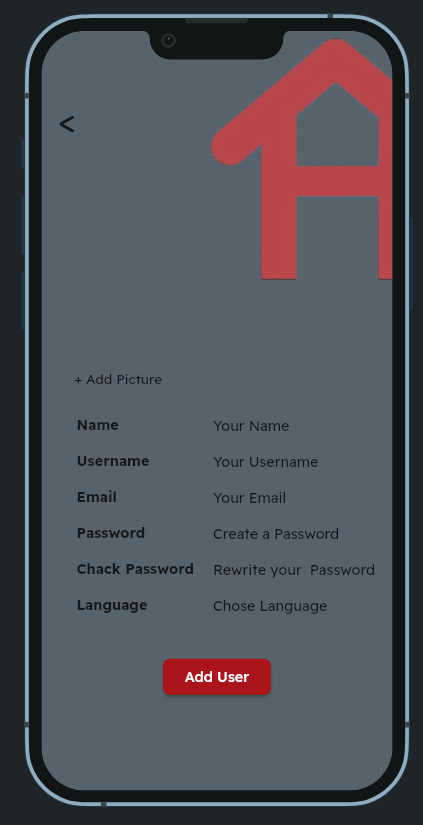 <
+ Add Picture
Name Your Name
Username Your Username
Email Your Email
Password Create a Password
Chack Password Rewrite your  Password
Language Chose Language
Add User